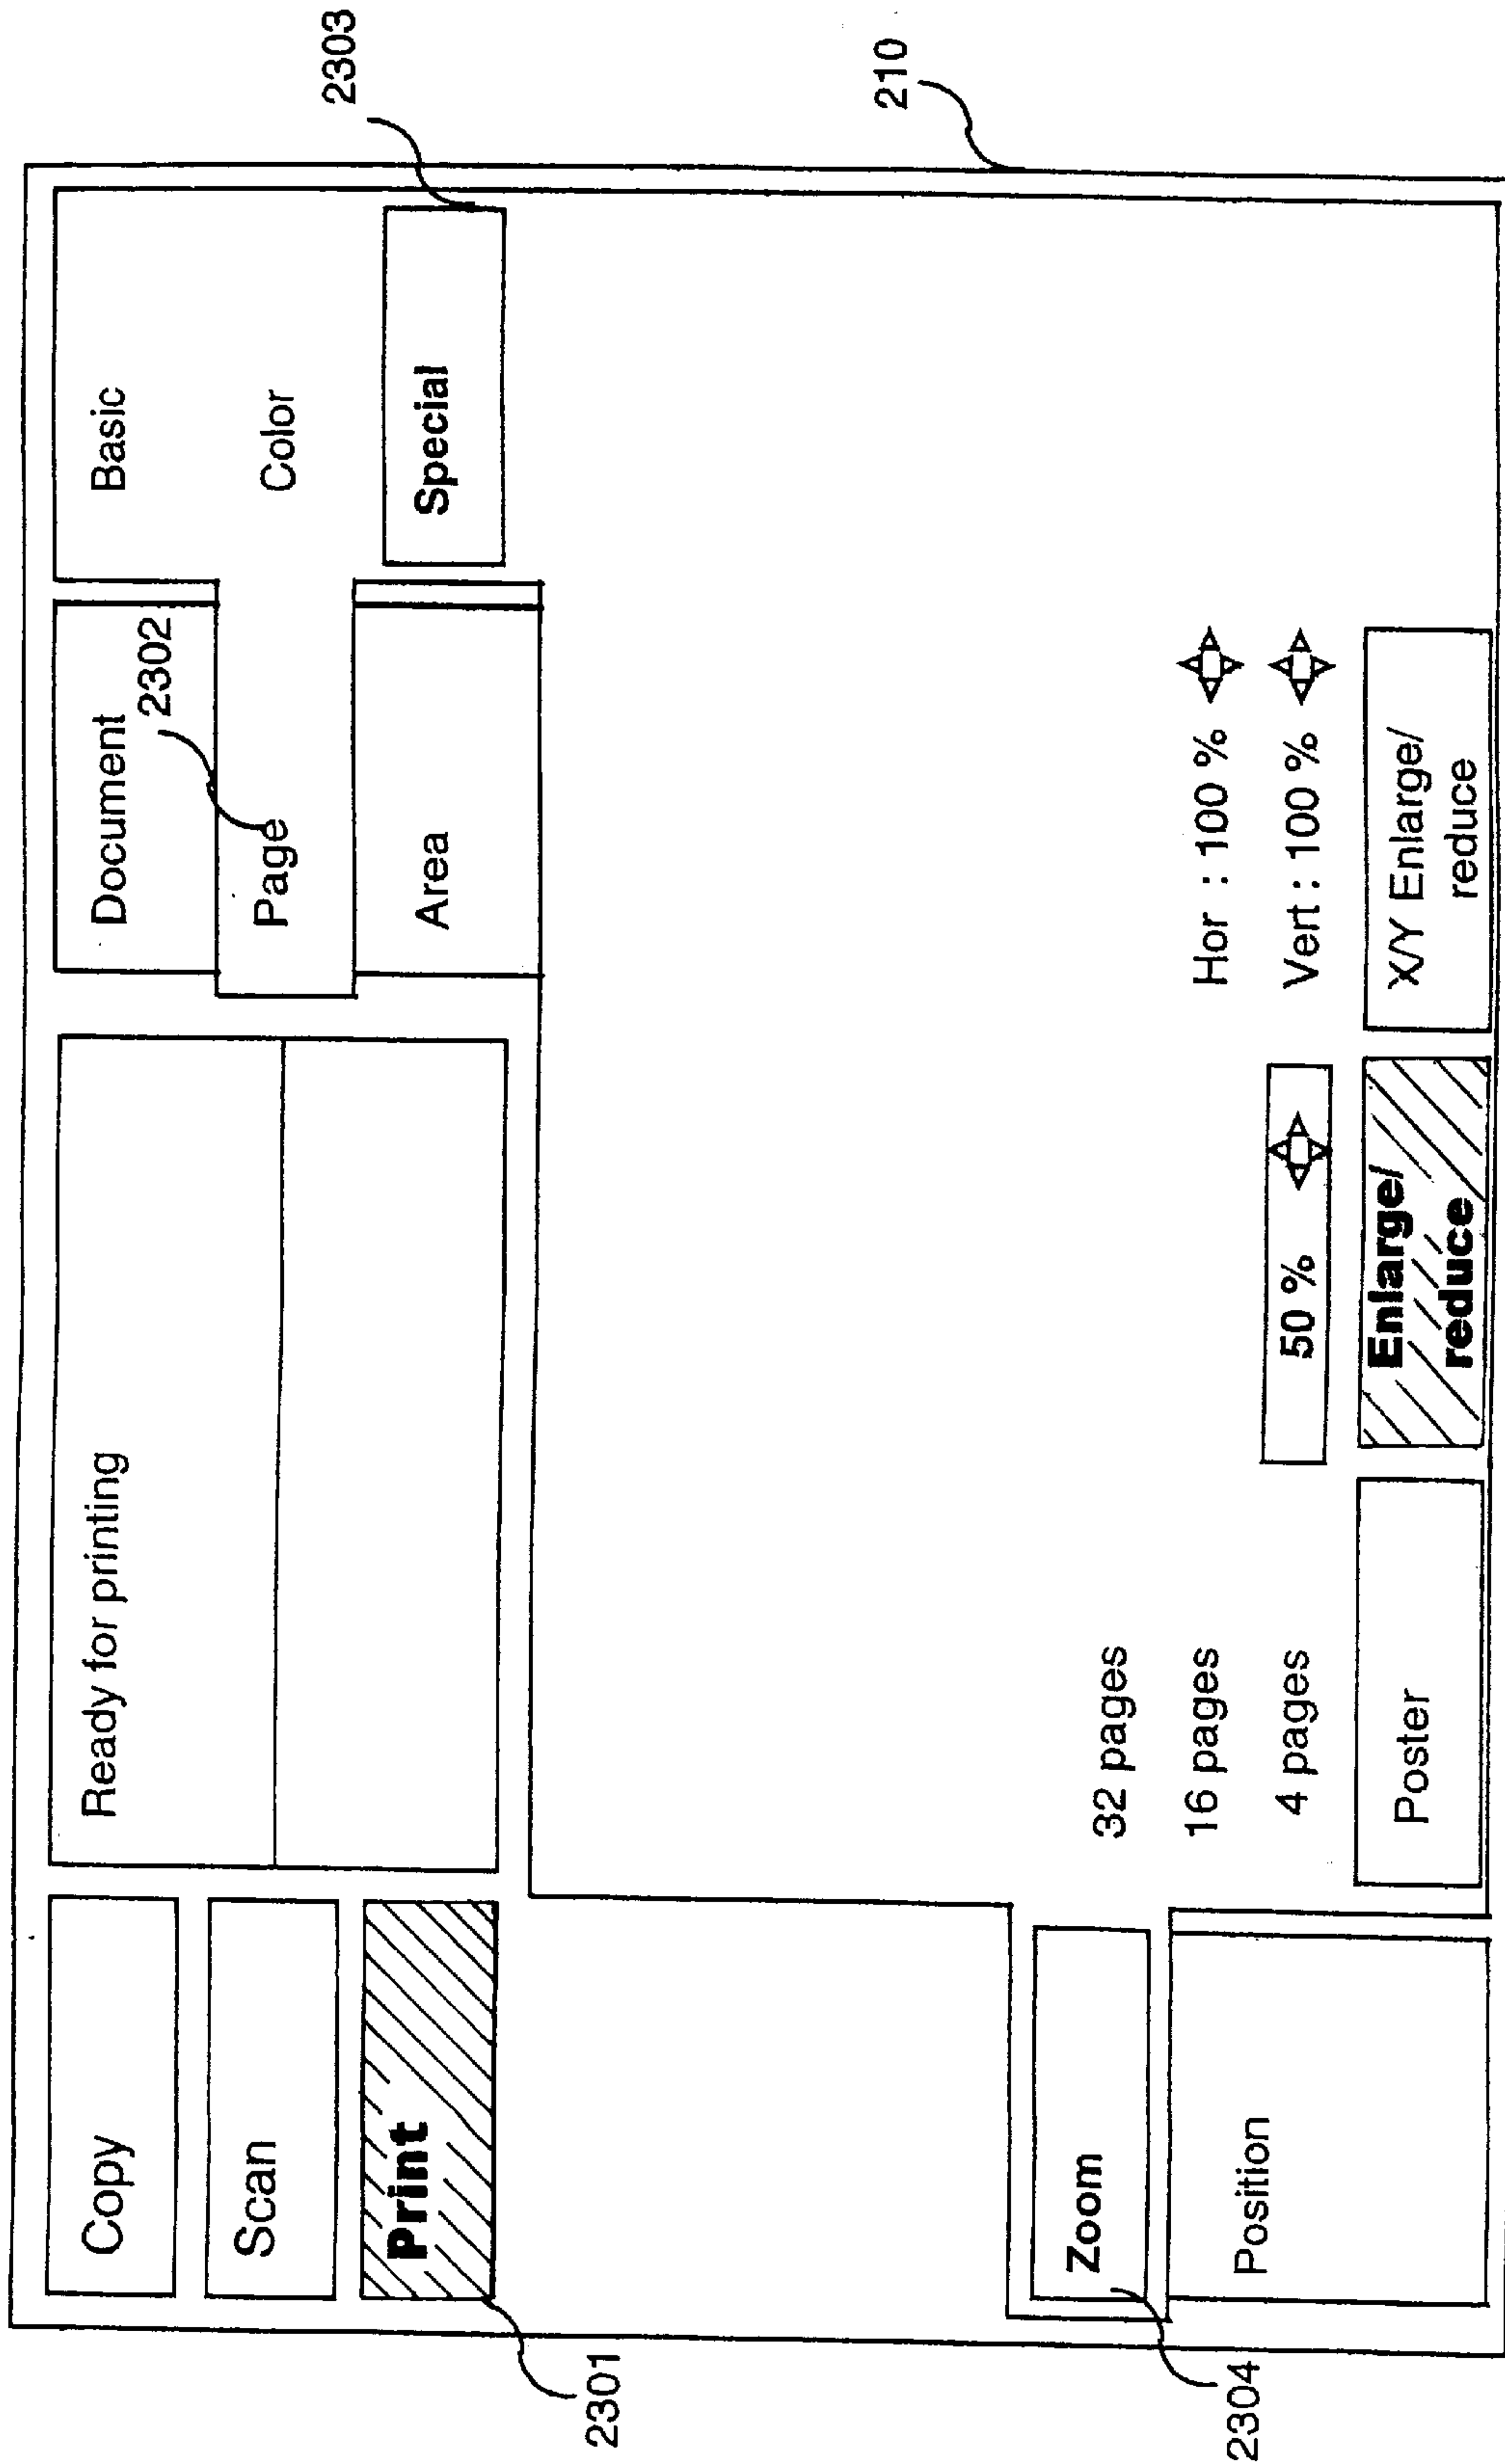 Copy
Scan
Print
2301
Ready for printing
Document
2302
Page
Area
Basic
Color
Special
2303
210
Zoom
2304
Position
32 pages
16 pages
4 pages
Poster
50 %
Enlarge/
reduce
Hor : 100 %
Vert : 100 %
X/Y Enlarge/
reduce